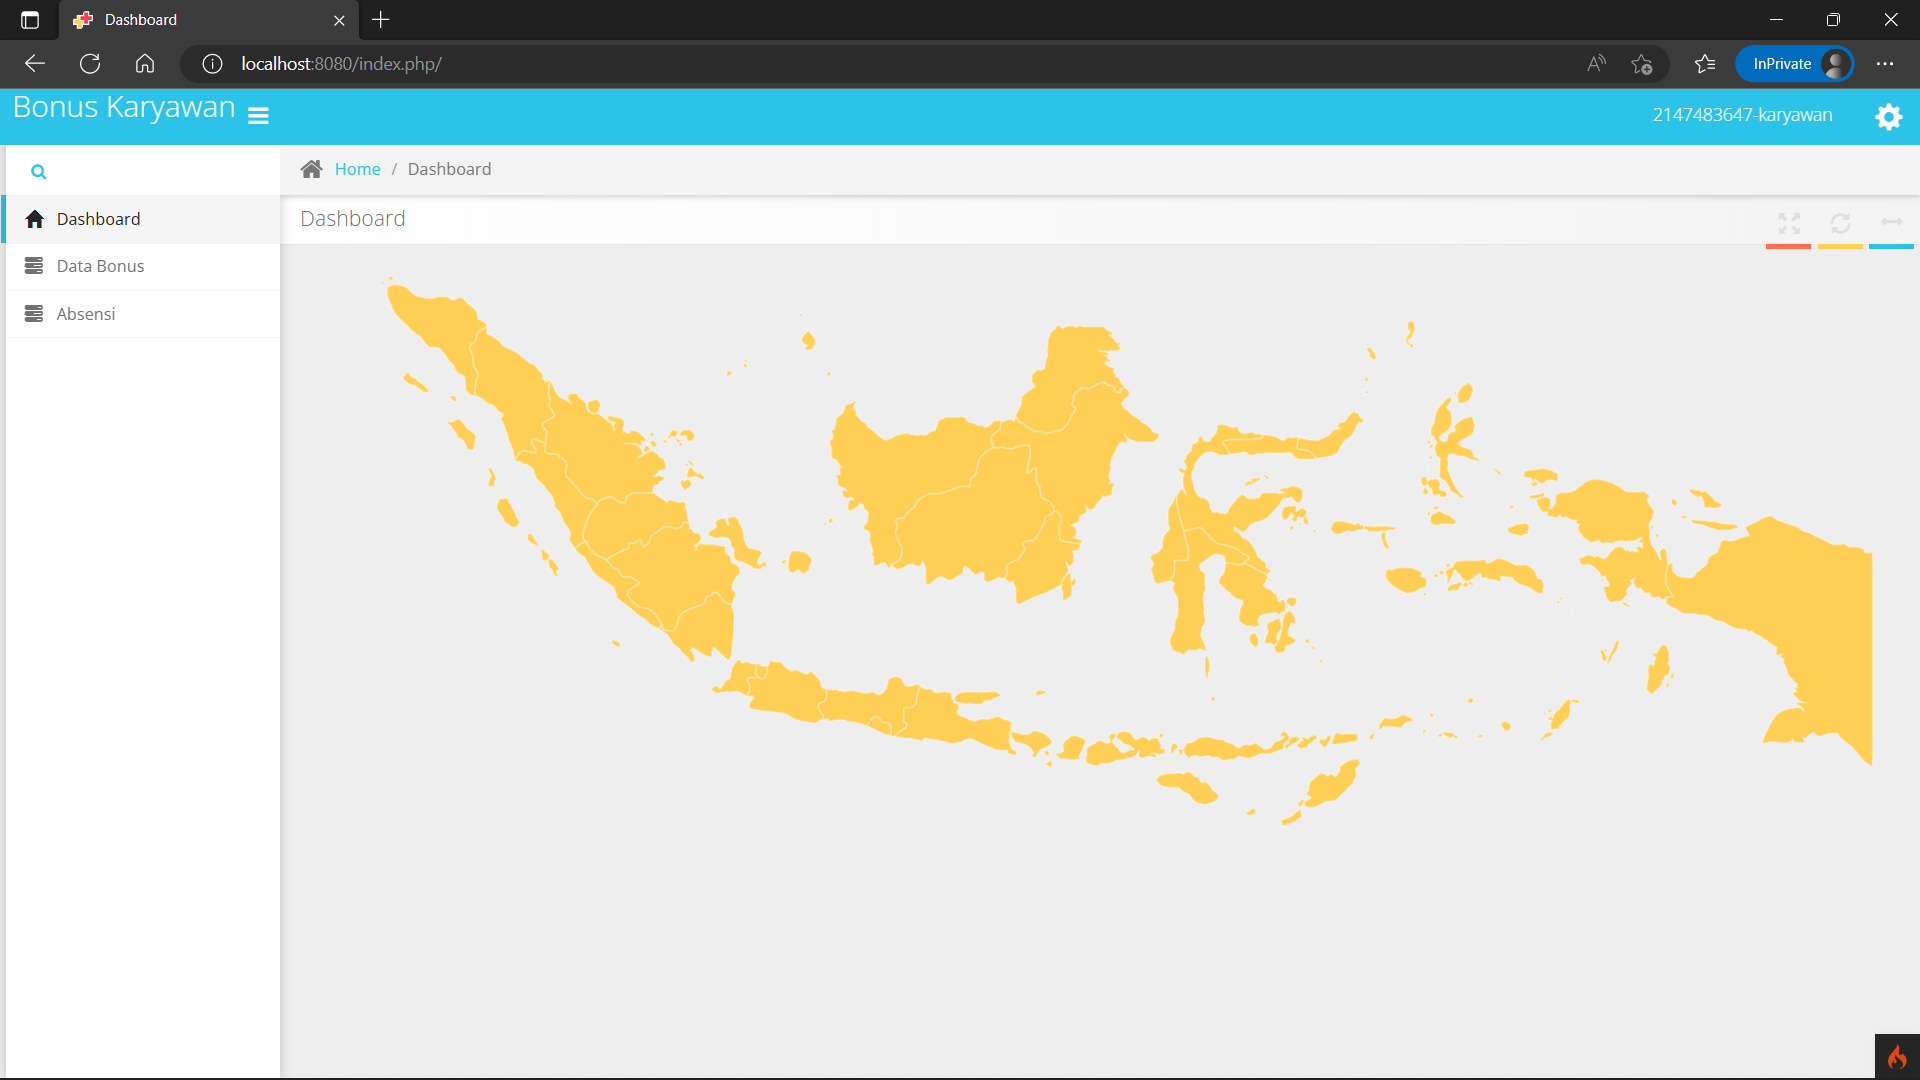 Dashboard
localhost:8080/index.php/
InPrivate
Bonus Karyawan
2147483647-karyawan
Home / Dashboard
Dashboard
Dashboard
Data Bonus
Absensi